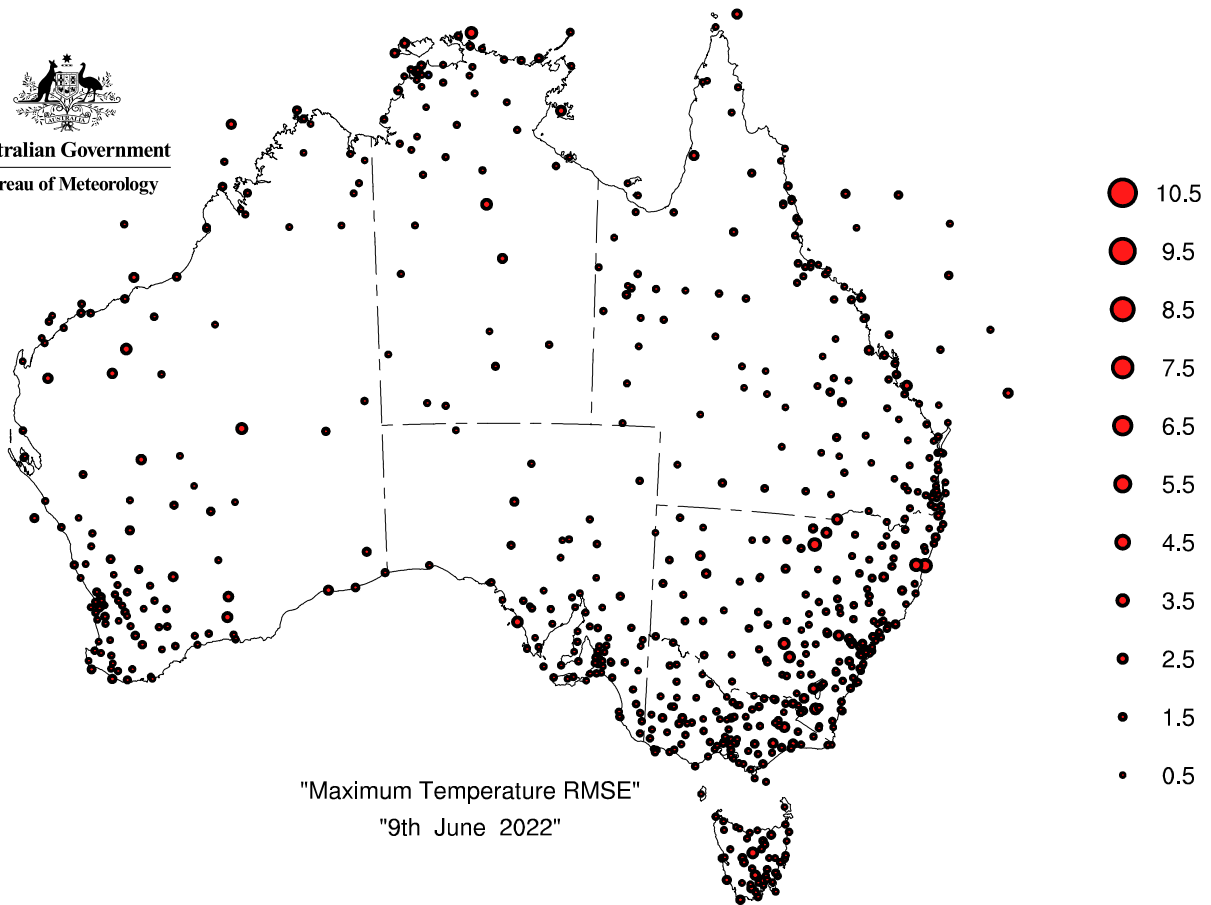 AUSTRALIA
tralian Government
reau of Meteorology
10.5
9.5
8.5
7.5
6.5
5.5
4.5
3.5
2.5
1.5
0.5
"Maximum Temperature RMSE"
"9th June 2022"